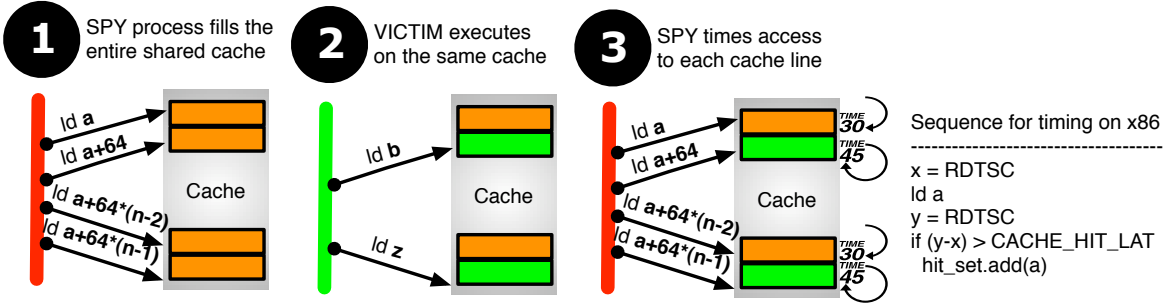 1
SPY process fills the
entire shared cache
ld a
ld a+64
ld a+64*(n-2)
ld a+64*(n-1)
Cache
2
VICTIM executes
on the same cache
ld b
ld z
Cache
3
SPY times access
to each cache line
ld a
ld a+64
ld a+64*(n-2)
ld a+64*(n-1)
Cache
TIME
30
TIME
45
TIME
30
TIME
45
Sequence for timing on x86
------------------------------------
x = RDTSC
ld a
y = RDTSC
if (y-x) > CACHE_HIT_LAT
hit_set.add(a)